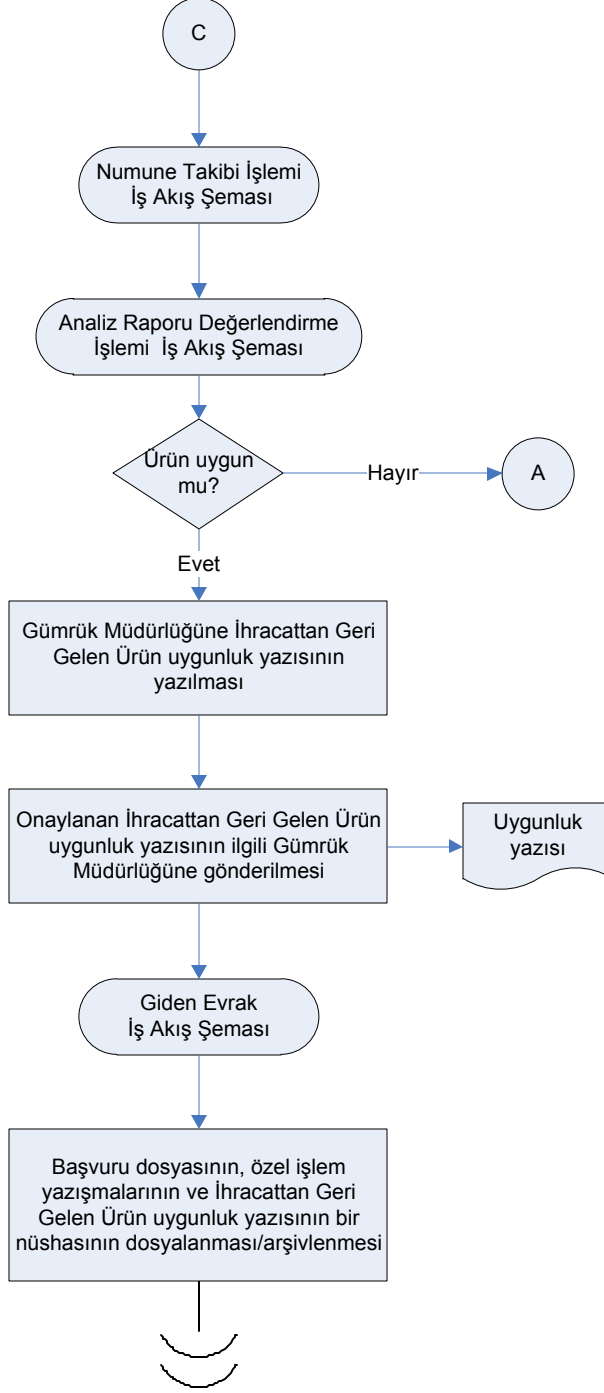 C
Numune Takibi İşlemi
İş Akış Şeması
Analiz Raporu Değerlendirme
İşlemi İş Akış Şeması
Ürün uygun
mu?
Hayır
A
Evet
Gümrük Müdürlüğüne İhracattan Geri
Gelen Ürün uygunluk yazısının
yazılması
Onaylanan İhracattan Geri Gelen Ürün
uygunluk yazısının ilgili Gümrük
Müdürlüğüne gönderilmesi
Uygunluk
yazısı
Giden Evrak
İş Akış Şeması
Başvuru dosyasının, özel işlem
yazışmalarının ve İhracattan Geri
Gelen Ürün uygunluk yazısının bir
nüshasının dosyalanması/arşivlenmesi